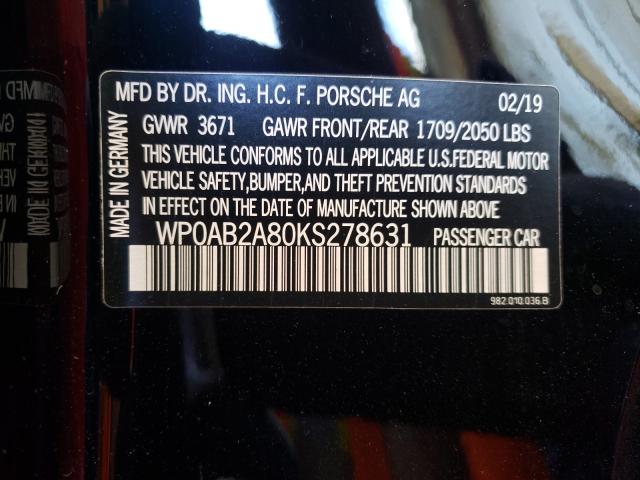 MFD BY DR. ING. H.C. F. PORSCHE AG 02/19
GVWR 3671 GAWR FRONT/REAR 1709/2050 LBS
THIS VEHICLE CONFORMS TO ALL APPLICABLE U.S.FEDERAL MOTOR
VEHICLE SAFETY,BUMPER,AND THEFT PREVENTION STANDARDS
IN EFFECT ON THE DATE OF MANUFACTURE SHOWN ABOVE
WP0AB2A80KS278631 PASSENGER CAR
982.010.036.B
MADE IN GERMANY